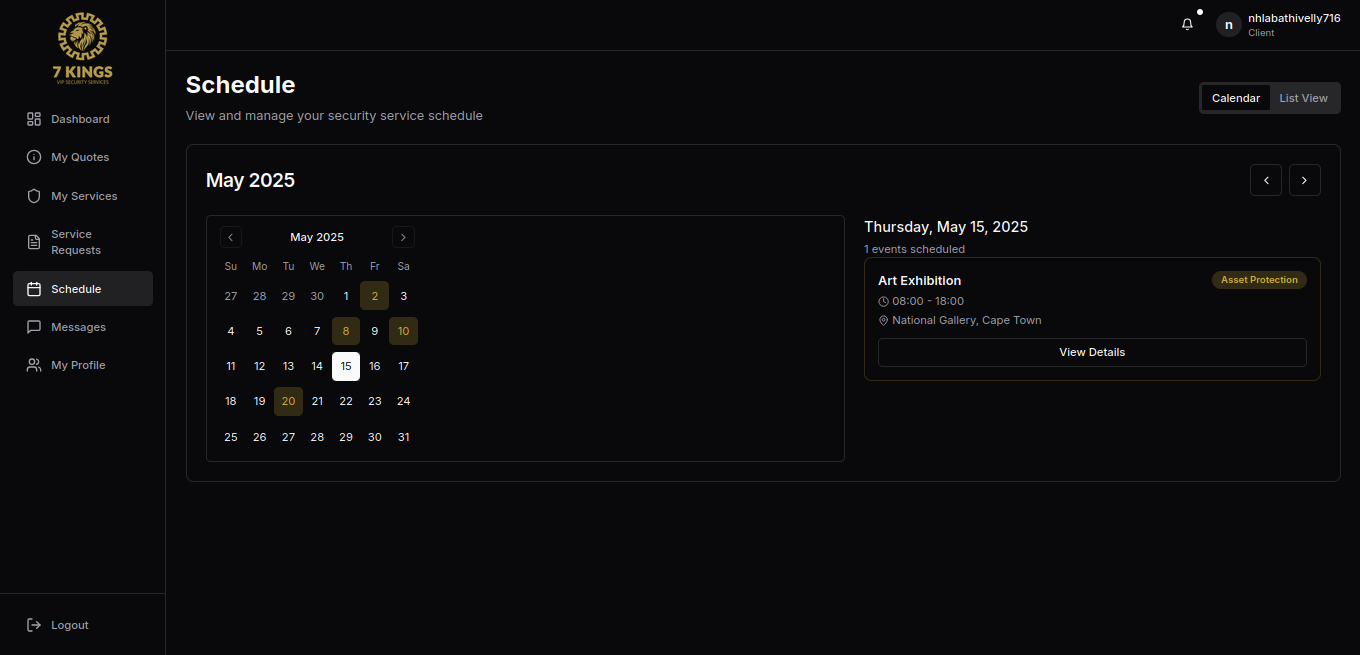 7 KINGS
VIP SECURITY SERVICES
Dashboard
My Quotes
My Services
Service
Requests
Schedule
Messages
My Profile
Logout
n
nhlabathivelly716
Client
Schedule
View and manage your security service schedule
Calendar
List View
May 2025
May 2025
Su Mo Tu We Th Fr Sa
27 28 29 30 1 2 3
4 5 6 7 8 9 10
11 12 13 14 15 16 17
18 19 20 21 22 23 24
25 26 27 28 29 30 31
Thursday, May 15, 2025
1 events scheduled
Art Exhibition
Asset Protection
08:00 - 18:00
National Gallery, Cape Town
View Details